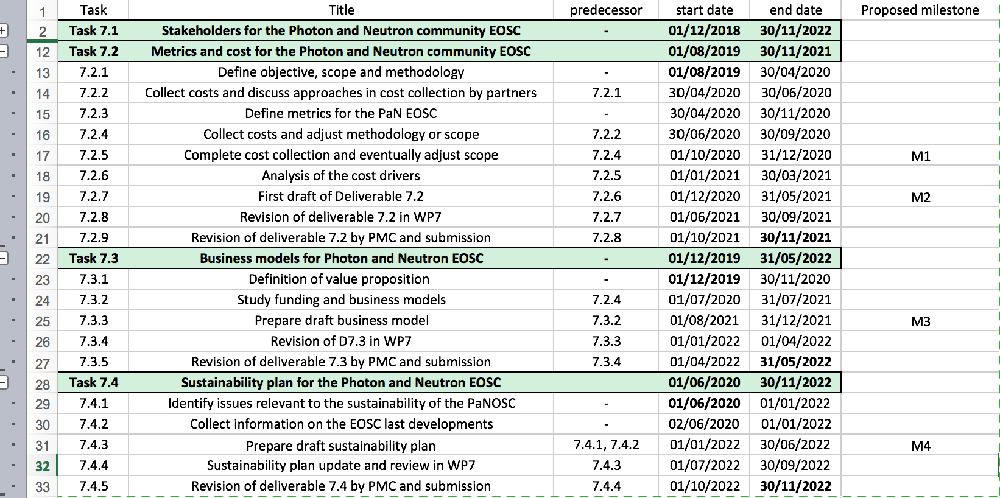 1 Task Title predecessor start date end date Proposed milestone
2 Task 7.1 Stakeholders for the Photon and Neutron community EOSC - 01/12/2018 30/11/2022
12 Task 7.2 Metrics and cost for the Photon and Neutron community EOSC 01/08/2019 30/11/2021
13 7.2.1 Define objective, scope and methodology - 01/08/2019 30/04/2020
14 7.2.2 Collect costs and discuss approaches in cost collection by partners 7.2.1 30/04/2020 30/06/2020
15 7.2.3 Define metrics for the PaN EOSC - 30/04/2020 30/11/2020
16 7.2.4 Collect costs and adjust methodology or scope 7.2.2 30/06/2020 30/09/2020
17 7.2.5 Complete cost collection and eventually adjust scope 7.2.4 01/10/2020 31/12/2020 M1
18 7.2.6 Analysis of the cost drivers 7.2.5 01/01/2021 30/03/2021
19 7.2.7 First draft of Deliverable 7.2 7.2.6 01/12/2020 31/05/2021 M2
20 7.2.8 Revision of deliverable 7.2 in WP7 7.2.7 01/06/2021 30/09/2021
21 7.2.9 Revision of deliverable 7.2 by PMC and submission 7.2.8 01/10/2021 30/11/2021
22 Task 7.3 Business models for Photon and Neutron EOSC - 01/12/2019 31/05/2022
23 7.3.1 Definition of value proposition - 01/12/2019 30/11/2020
24 7.3.2 Study funding and business models 7.2.4 01/07/2020 31/07/2021
25 7.3.3 Prepare draft business model 7.3.2 01/08/2021 31/12/2021 M3
26 7.3.4 Revision of D7.3 in WP7 7.3.3 01/01/2022 01/04/2022
27 7.3.5 Revision of deliverable 7.3 by PMC and submission 7.3.4 01/04/2022 31/05/2022
28 Task 7.4 Sustainability plan for the Photon and Neutron EOSC 01/06/2020 30/11/2022
29 7.4.1 Identify issues relevant to the sustainability of the PaNOSC - 01/06/2020 01/01/2022
30 7.4.2 Collect information on the EOSC last developments - 02/06/2020 01/01/2022
31 7.4.3 Prepare draft sustainability plan 7.4.1, 7.4.2 01/01/2022 30/06/2022 M4
32 7.4.4 Sustainability plan update and review in WP7 7.4.3 01/07/2022 30/09/2022
33 7.4.5 Revision of deliverable 7.4 by PMC and submission 7.4.4 01/10/2022 30/11/2022